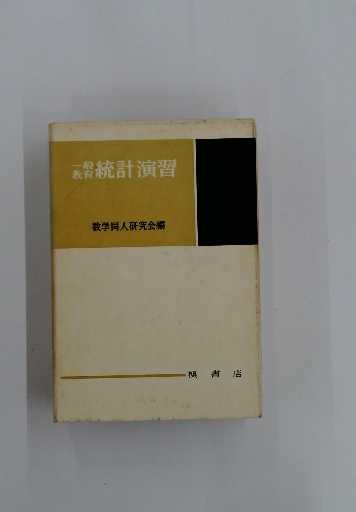 一般
教育 統計演習
数学同人研究会編
槇書店